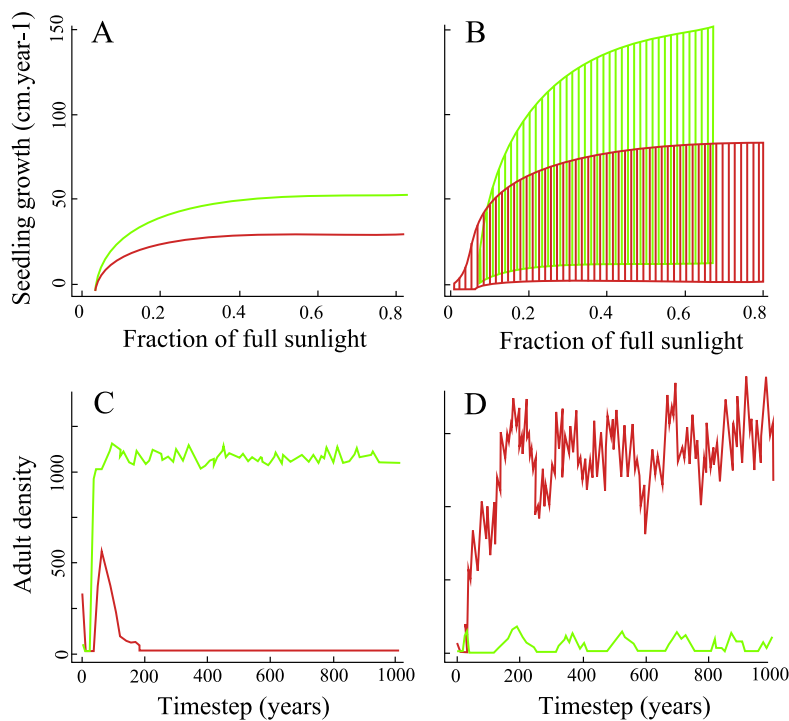 A
B
Seedling growth (cm.year-1)
150
100
50
0
0 0.2 0.4 0.6 0.8
0 0.2 0.4 0.6 0.8
Fraction of full sunlight
Fraction of full sunlight
C
D
Adult density
1000
500
0
0 200 400 600 800 1000
0 200 400 600 800 1000
Timestep (years)
Timestep (years)